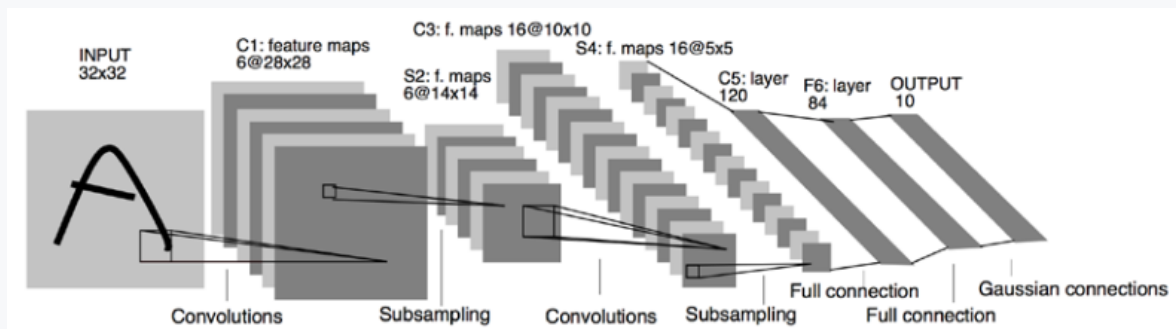 INPUT
32x32
C1: feature maps
6@28x28
S2: f. maps
6@14x14
C3: f. maps 16@10x10
S4: f. maps 16@5x5
C5: layer
120
F6: layer
84
OUTPUT
10
Convolutions
Subsampling
Convolutions
Subsampling
Full connection
Full connection
Gaussian connections